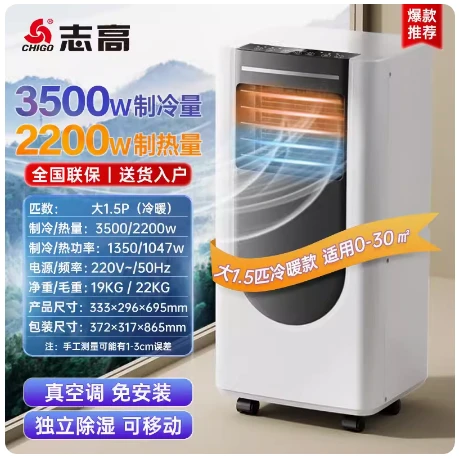 CHIGO 志高
爆款
推荐
3500W制冷量
2200W制热量
全国联保 | 送货入户
匹数: 大1.5P（冷暖）
制冷/热量: 3500/2200w
制冷/热功率: 1350/1047w
电源/频率: 220V~/50Hz
净重/毛重: 19KG / 22KG
产品尺寸: 333×296×695mm
包装尺寸: 372×317×865mm
注: 手工测量可能有1-3cm误差
大1.5匹冷暖款 适用0-30㎡
真空调 免安装
独立除湿 可移动